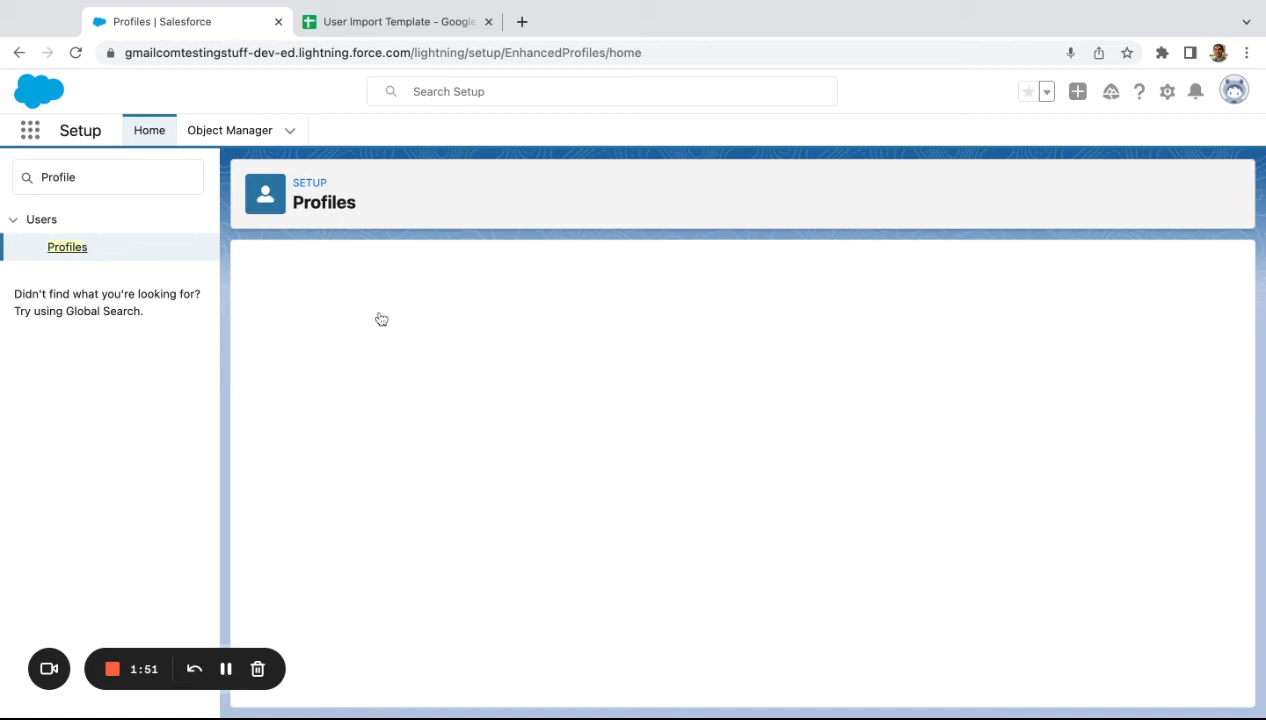 Profiles | Salesforce
User Import Template - Google
gmailcomtestingstuff-dev-ed.lightning.force.com/lightning/setup/EnhancedProfiles/home
Search Setup
Setup
Home
Object Manager
Profile
Users
Profiles
Didn't find what you're looking for?
Try using Global Search.
SETUP
Profiles
1:51